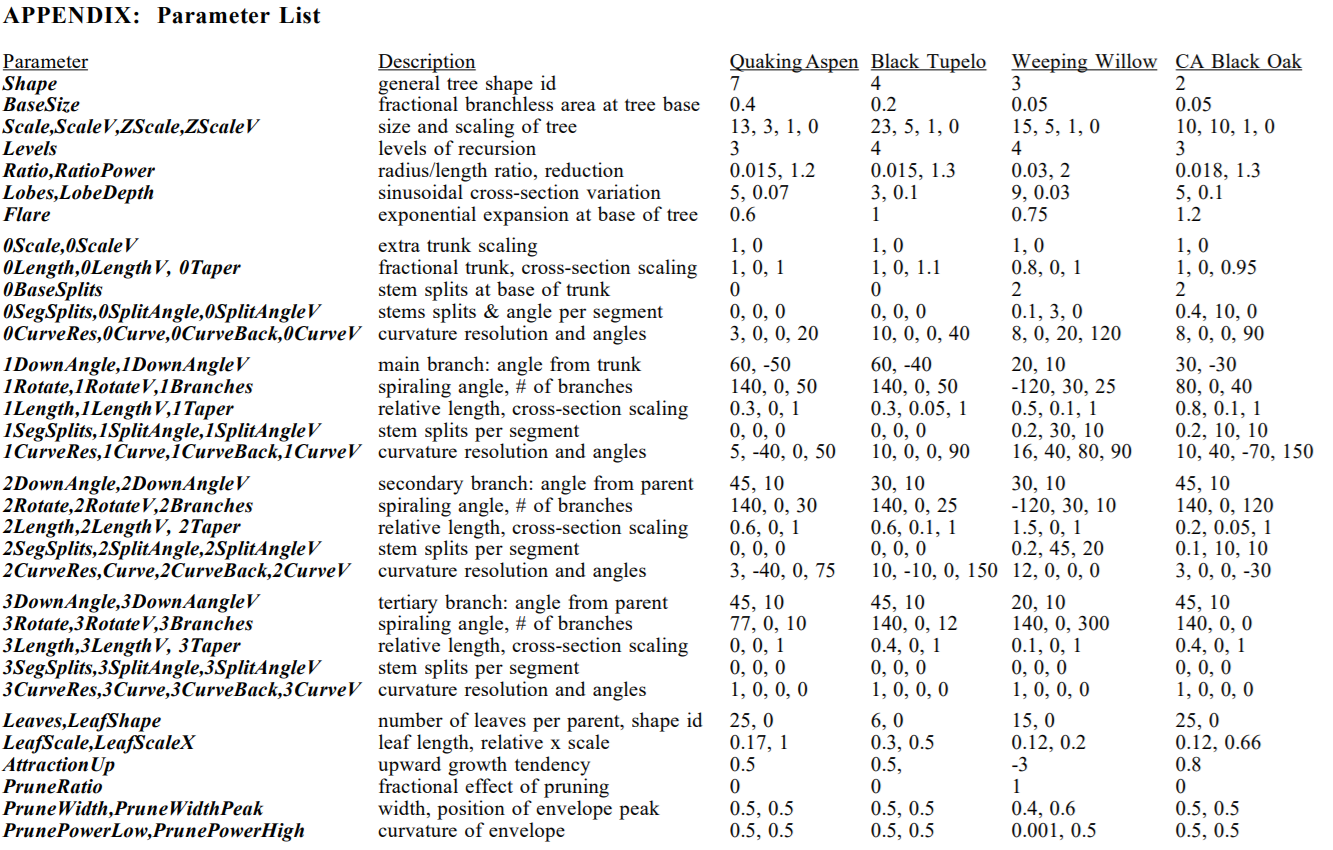 APPENDIX: Parameter List
Parameter Description Quaking Aspen Black Tupelo Weeping Willow CA Black Oak
Shape general tree shape id 7 4 3 2
BaseSize fractional branchless area at tree base 0.4 0.2 0.05 0.05
Scale,ScaleV,ZScale,ZScaleV size and scaling of tree 13, 3, 1, 0 23, 5, 1, 0 15, 5, 1, 0 10, 10, 1, 0
Levels levels of recursion 3 4 4 3
Ratio,RatioPower radius/length ratio, reduction 0.015, 1.2 0.015, 1.3 0.03, 2 0.018, 1.3
Lobes,LobeDepth sinusoidal cross-section variation 5, 0.07 3, 0.1 9, 0.03 5, 0.1
Flare exponential expansion at base of tree 0.6 1 0.75 1.2
0Scale,0ScaleV extra trunk scaling 1, 0 1, 0 1, 0 1, 0
0Length,0LengthV, 0Taper fractional trunk, cross-section scaling 1, 0, 1 1, 0, 1.1 0.8, 0, 1 1, 0, 0.95
0BaseSplits stem splits at base of trunk 0 0 2 2
0SegSplits,0SplitAngle,0SplitAngleV stems splits & angle per segment 0, 0, 0 0, 0, 0 0.1, 3, 0 0.4, 10, 0
0CurveRes,0Curve,0CurveBack,0CurveV curvature resolution and angles 3, 0, 0, 20 10, 0, 0, 40 8, 0, 20, 120 8, 0, 0, 90
1DownAngle,1DownAngleV main branch: angle from trunk 60, -50 60, -40 20, 10 30, -30
1Rotate,1RotateV,1Branches spiraling angle, # of branches 140, 0, 50 140, 0, 50 -120, 30, 25 80, 0, 40
1Length,1LengthV,1Taper relative length, cross-section scaling 0.3, 0, 1 0.3, 0.05, 1 0.5, 0.1, 1 0.8, 0.1, 1
1SegSplits,1SplitAngle,1SplitAngleV stem splits per segment 0, 0, 0 0, 0, 0 0.2, 30, 10 0.2, 10, 10
1CurveRes,1Curve,1CurveBack,1CurveV curvature resolution and angles 5, -40, 0, 50 10, 0, 0, 90 16, 40, 80, 90 10, 40, -70, 150
2DownAngle,2DownAngleV secondary branch: angle from parent 45, 10 30, 10 30, 10 45, 10
2Rotate,2RotateV,2Branches spiraling angle, # of branches 140, 0, 30 140, 0, 25 -120, 30, 10 140, 0, 120
2Length,2LengthV, 2Taper relative length, cross-section scaling 0.6, 0, 1 0.6, 0.1, 1 1.5, 0, 1 0.2, 0.05, 1
2SegSplits,2SplitAngle,2SplitAngleV stem splits per segment 0, 0, 0 0, 0, 0 0.2, 45, 20 0.1, 10, 10
2CurveRes,Curve,2CurveBack,2CurveV curvature resolution and angles 3, -40, 0, 75 10, -10, 0, 150 12, 0, 0, 0 3, 0, 0, -30
3DownAngle,3DownAangleV tertiary branch: angle from parent 45, 10 45, 10 20, 10 45, 10
3Rotate,3RotateV,3Branches spiraling angle, # of branches 77, 0, 10 140, 0, 12 140, 0, 300 140, 0, 0
3Length,3LengthV, 3Taper relative length, cross-section scaling 0, 0, 1 0.4, 0, 1 0.1, 0, 1 0.4, 0, 1
3SegSplits,3SplitAngle,3SplitAngleV stem splits per segment 0, 0, 0 0, 0, 0 0, 0, 0 0, 0, 0
3CurveRes,3Curve,3CurveBack,3CurveV curvature resolution and angles 1, 0, 0, 0 1, 0, 0, 0 1, 0, 0, 0 1, 0, 0, 0
Leaves,LeafShape number of leaves per parent, shape id 25, 0 6, 0 15, 0 25, 0
LeafScale,LeafScaleX leaf length, relative x scale 0.17, 1 0.3, 0.5 0.12, 0.2 0.12, 0.66
AttractionUp upward growth tendency 0.5 0.5, -3 0.8
PruneRatio fractional effect of pruning 0 0 1 0
PruneWidth,PruneWidthPeak width, position of envelope peak 0.5, 0.5 0.5, 0.5 0.4, 0.6 0.5, 0.5
PrunePowerLow,PrunePowerHigh curvature of envelope 0.5, 0.5 0.5, 0.5 0.001, 0.5 0.5, 0.5